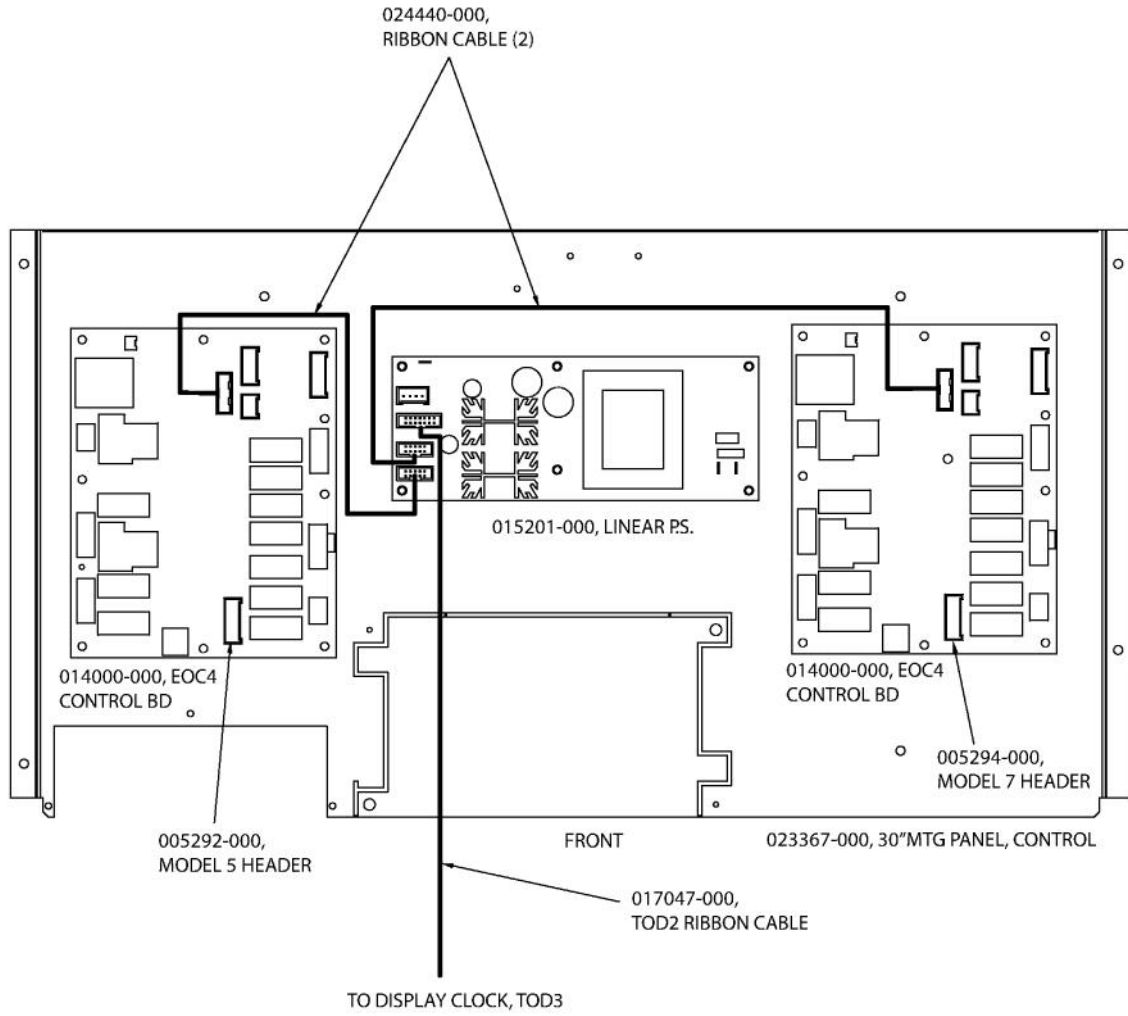 024440-000,
RIBBON CABLE (2)
015201-000, LINEAR P.S.
014000-000, EOC4
CONTROL BD
014000-000, EOC4
CONTROL BD
005294-000,
MODEL 7 HEADER
005292-000,
MODEL 5 HEADER
FRONT
023367-000, 30"MTG PANEL, CONTROL
017047-000,
TOD2 RIBBON CABLE
TO DISPLAY CLOCK, TOD3